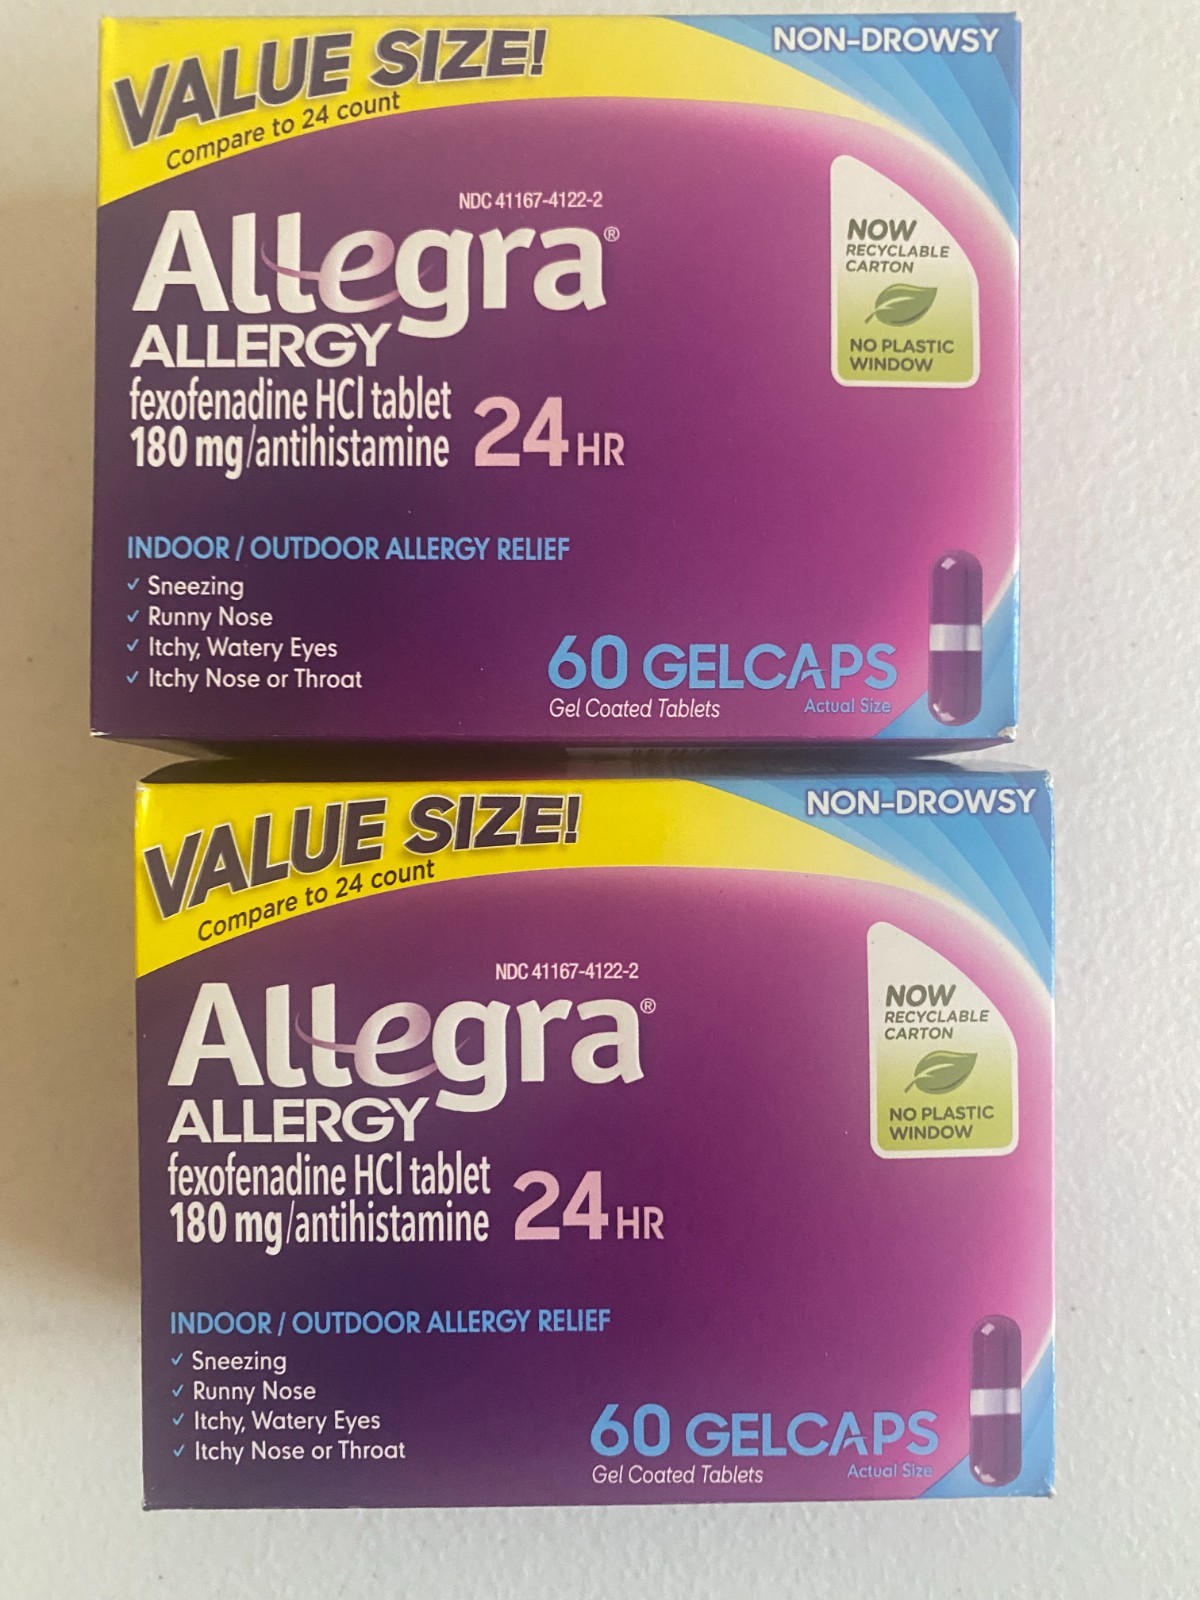 VALUE SIZE!
Compare to 24 count
NON-DROWSY
NDC 41167-4122-2
Allegra®
ALLERGY
fexofenadine HCl tablet
180 mg/antihistamine
24 HR
NOW
RECYCLABLE
CARTON
NO PLASTIC
WINDOW
INDOOR / OUTDOOR ALLERGY RELIEF
✓ Sneezing
✓ Runny Nose
✓ Itchy, Watery Eyes
✓ Itchy Nose or Throat
60 GELCAPS
Gel Coated Tablets
Actual Size
VALUE SIZE!
Compare to 24 count
NON-DROWSY
NDC 41167-4122-2
Allegra®
ALLERGY
fexofenadine HCl tablet
180 mg/antihistamine
24 HR
NOW
RECYCLABLE
CARTON
NO PLASTIC
WINDOW
INDOOR / OUTDOOR ALLERGY RELIEF
✓ Sneezing
✓ Runny Nose
✓ Itchy, Watery Eyes
✓ Itchy Nose or Throat
60 GELCAPS
Gel Coated Tablets
Actual Size